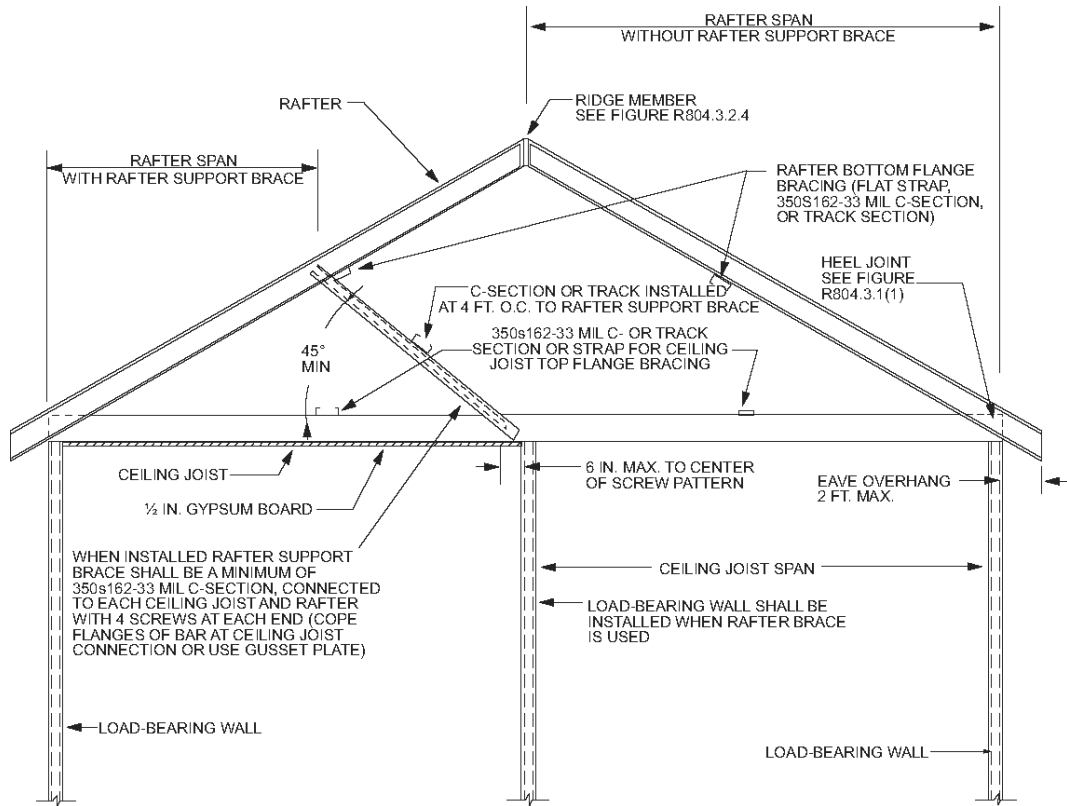 RAFTER SPAN
WITHOUT RAFTER SUPPORT BRACE
RAFTER
RIDGE MEMBER
SEE FIGURE R804.3.2.4
RAFTER SPAN
WITH RAFTER SUPPORT BRACE
RAFTER BOTTOM FLANGE
BRACING (FLAT STRAP,
350S162-33 MIL C-SECTION,
OR TRACK SECTION)
HEEL JOINT
SEE FIGURE
R804.3.1(1)
C-SECTION OR TRACK INSTALLED
AT 4 FT. O.C. TO RAFTER SUPPORT BRACE
350s162-33 MIL C- OR TRACK
SECTION OR STRAP FOR CEILING
JOIST TOP FLANGE BRACING
45°
MIN
CEILING JOIST
½ IN. GYPSUM BOARD
6 IN. MAX. TO CENTER
OF SCREW PATTERN
EAVE OVERHANG
2 FT. MAX.
WHEN INSTALLED RAFTER SUPPORT
BRACE SHALL BE A MINIMUM OF
350s162-33 MIL C-SECTION, CONNECTED
TO EACH CEILING JOIST AND RAFTER
WITH 4 SCREWS AT EACH END (COPE
FLANGES OF BAR AT CEILING JOIST
CONNECTION OR USE GUSSET PLATE)
CEILING JOIST SPAN
LOAD-BEARING WALL SHALL BE
INSTALLED WHEN RAFTER BRACE
IS USED
LOAD-BEARING WALL
LOAD-BEARING WALL